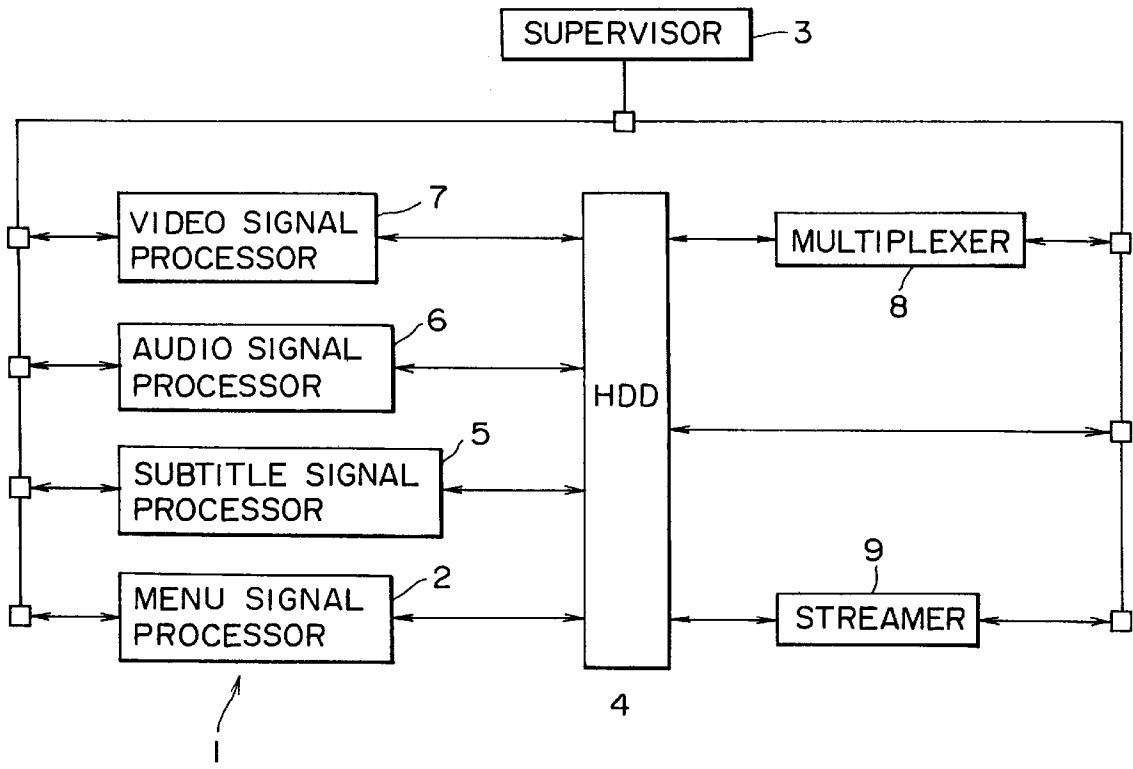 SUPERVISOR
3
7
VIDEO SIGNAL
PROCESSOR
MULTIPLEXER
8
6
AUDIO SIGNAL
PROCESSOR
HDD
5
SUBTITLE SIGNAL
PROCESSOR
9
2
MENU SIGNAL
PROCESSOR
STREAMER
4
1